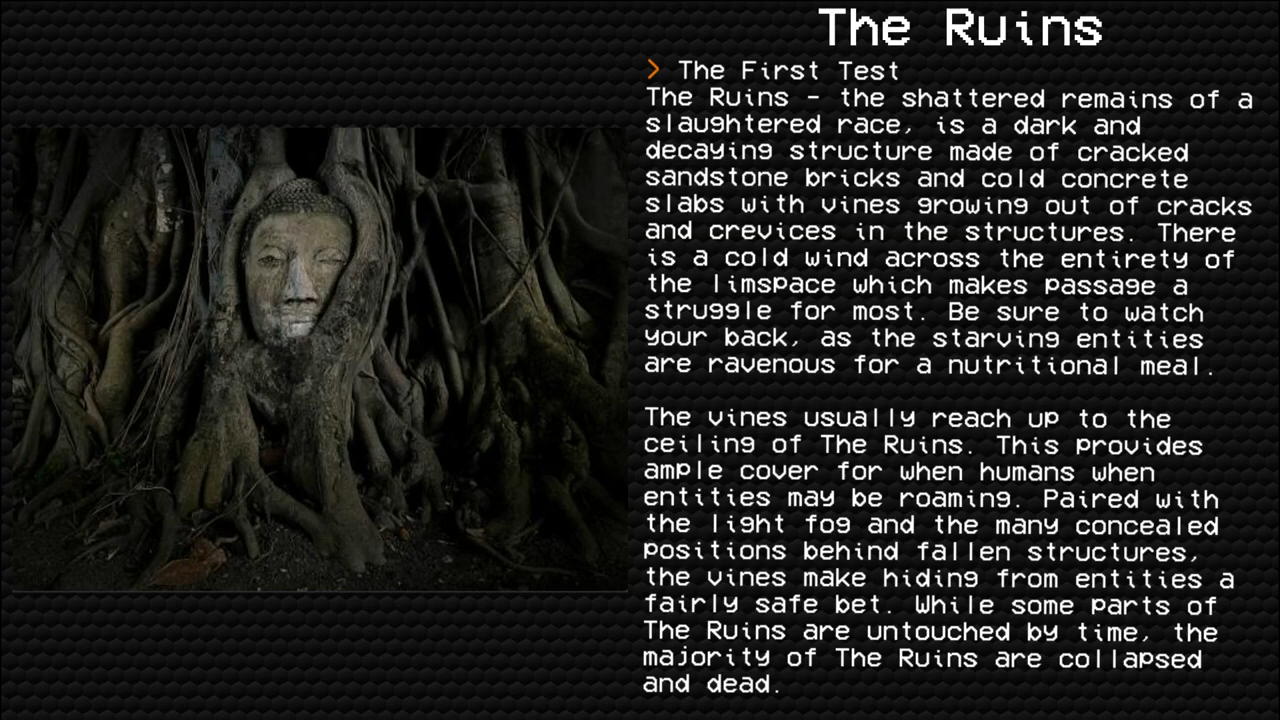 The Ruins
> The First Test
The Ruins - the shattered remains of a
slaughtered race, is a dark and
decaying structure made of cracked
sandstone bricks and cold concrete
slabs with vines growing out of cracks
and crevices in the structures. There
is a cold wind across the entirety of
the limspace which makes passage a
struggle for most. Be sure to watch
your back, as the starving entities
are ravenous for a nutritional meal.
The vines usually reach up to the
ceiling of The Ruins. This provides
ample cover for when humans when
entities may be roaming. Paired with
the light fog and the many concealed
positions behind fallen structures,
the vines make hiding from entities a
fairly safe bet. While some parts of
The Ruins are untouched by time, the
majority of The Ruins are collapsed
and dead.